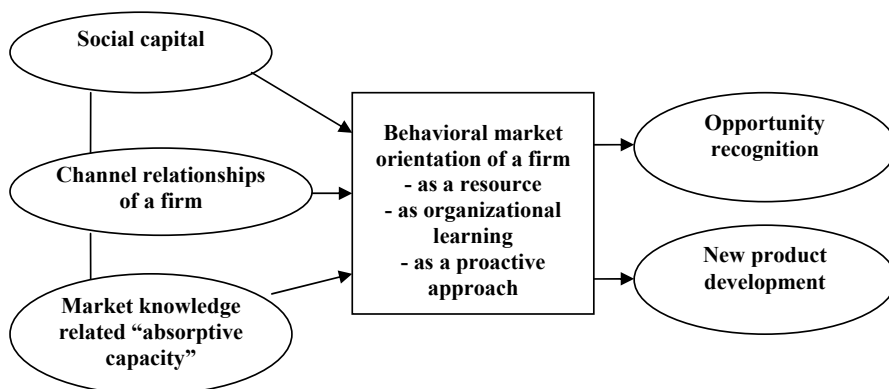 Social capital
Channel relationships
of a firm
Market knowledge
related “absorptive
capacity”
Behavioral market
orientation of a firm
- as a resource
- as organizational
learning
- as a proactive
approach
Opportunity
recognition
New product
development